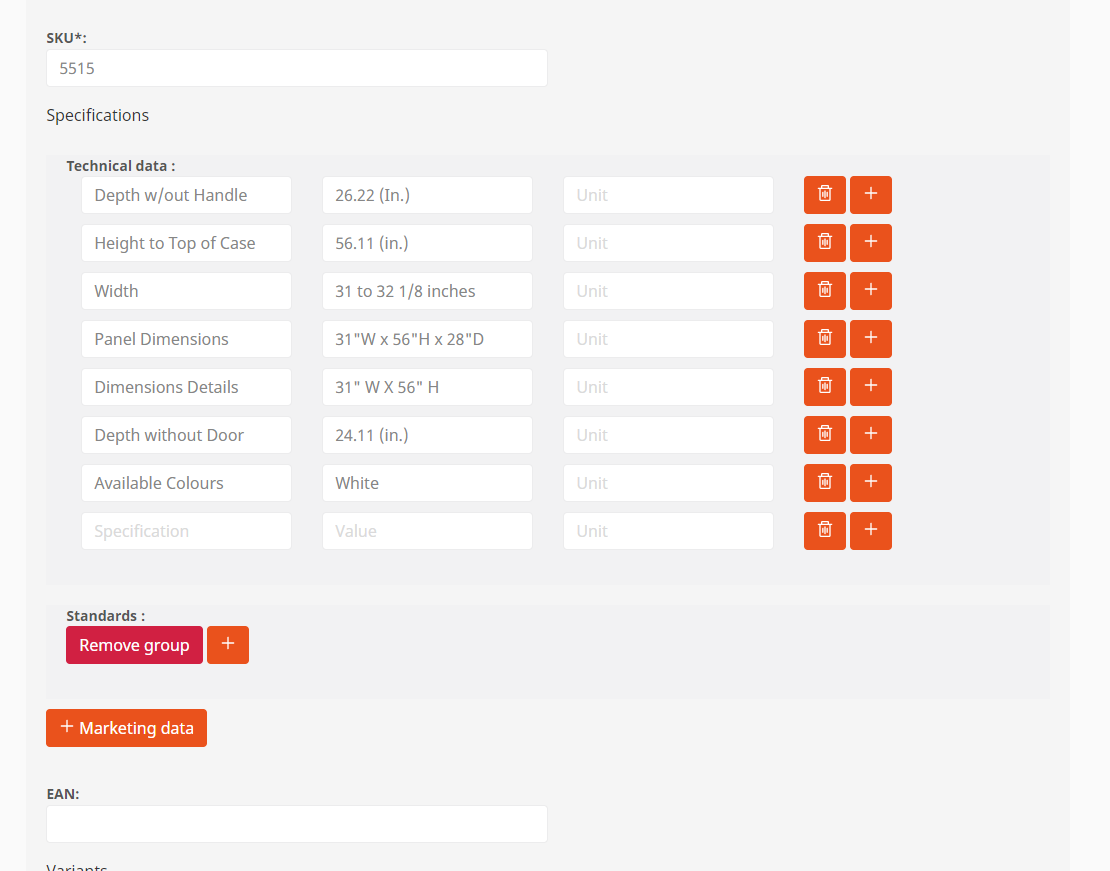 SKU*:
5515
Specifications
Technical data :
Depth w/out Handle 26.22 (In.) Unit
Height to Top of Case 56.11 (in.) Unit
Width 31 to 32 1/8 inches Unit
Panel Dimensions 31"W x 56"H x 28"D Unit
Dimensions Details 31" W X 56" H Unit
Depth without Door 24.11 (in.) Unit
Available Colours White Unit
Specification Value Unit
Standards :
Remove group +
+ Marketing data
EAN:
Variants